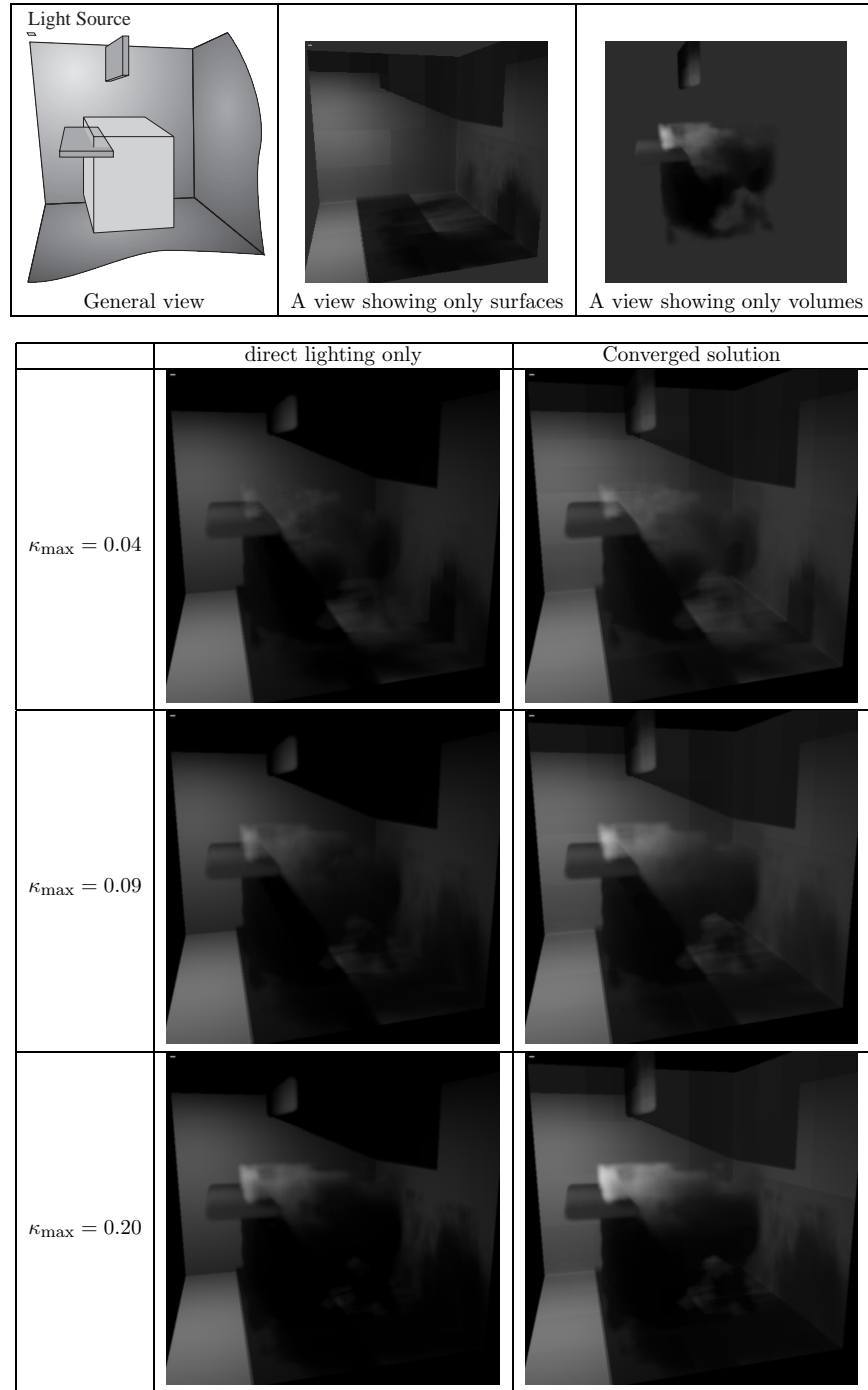 Light Source
General view
A view showing only surfaces
A view showing only volumes
direct lighting only
Converged solution
κmax = 0.04
κmax = 0.09
κmax = 0.20